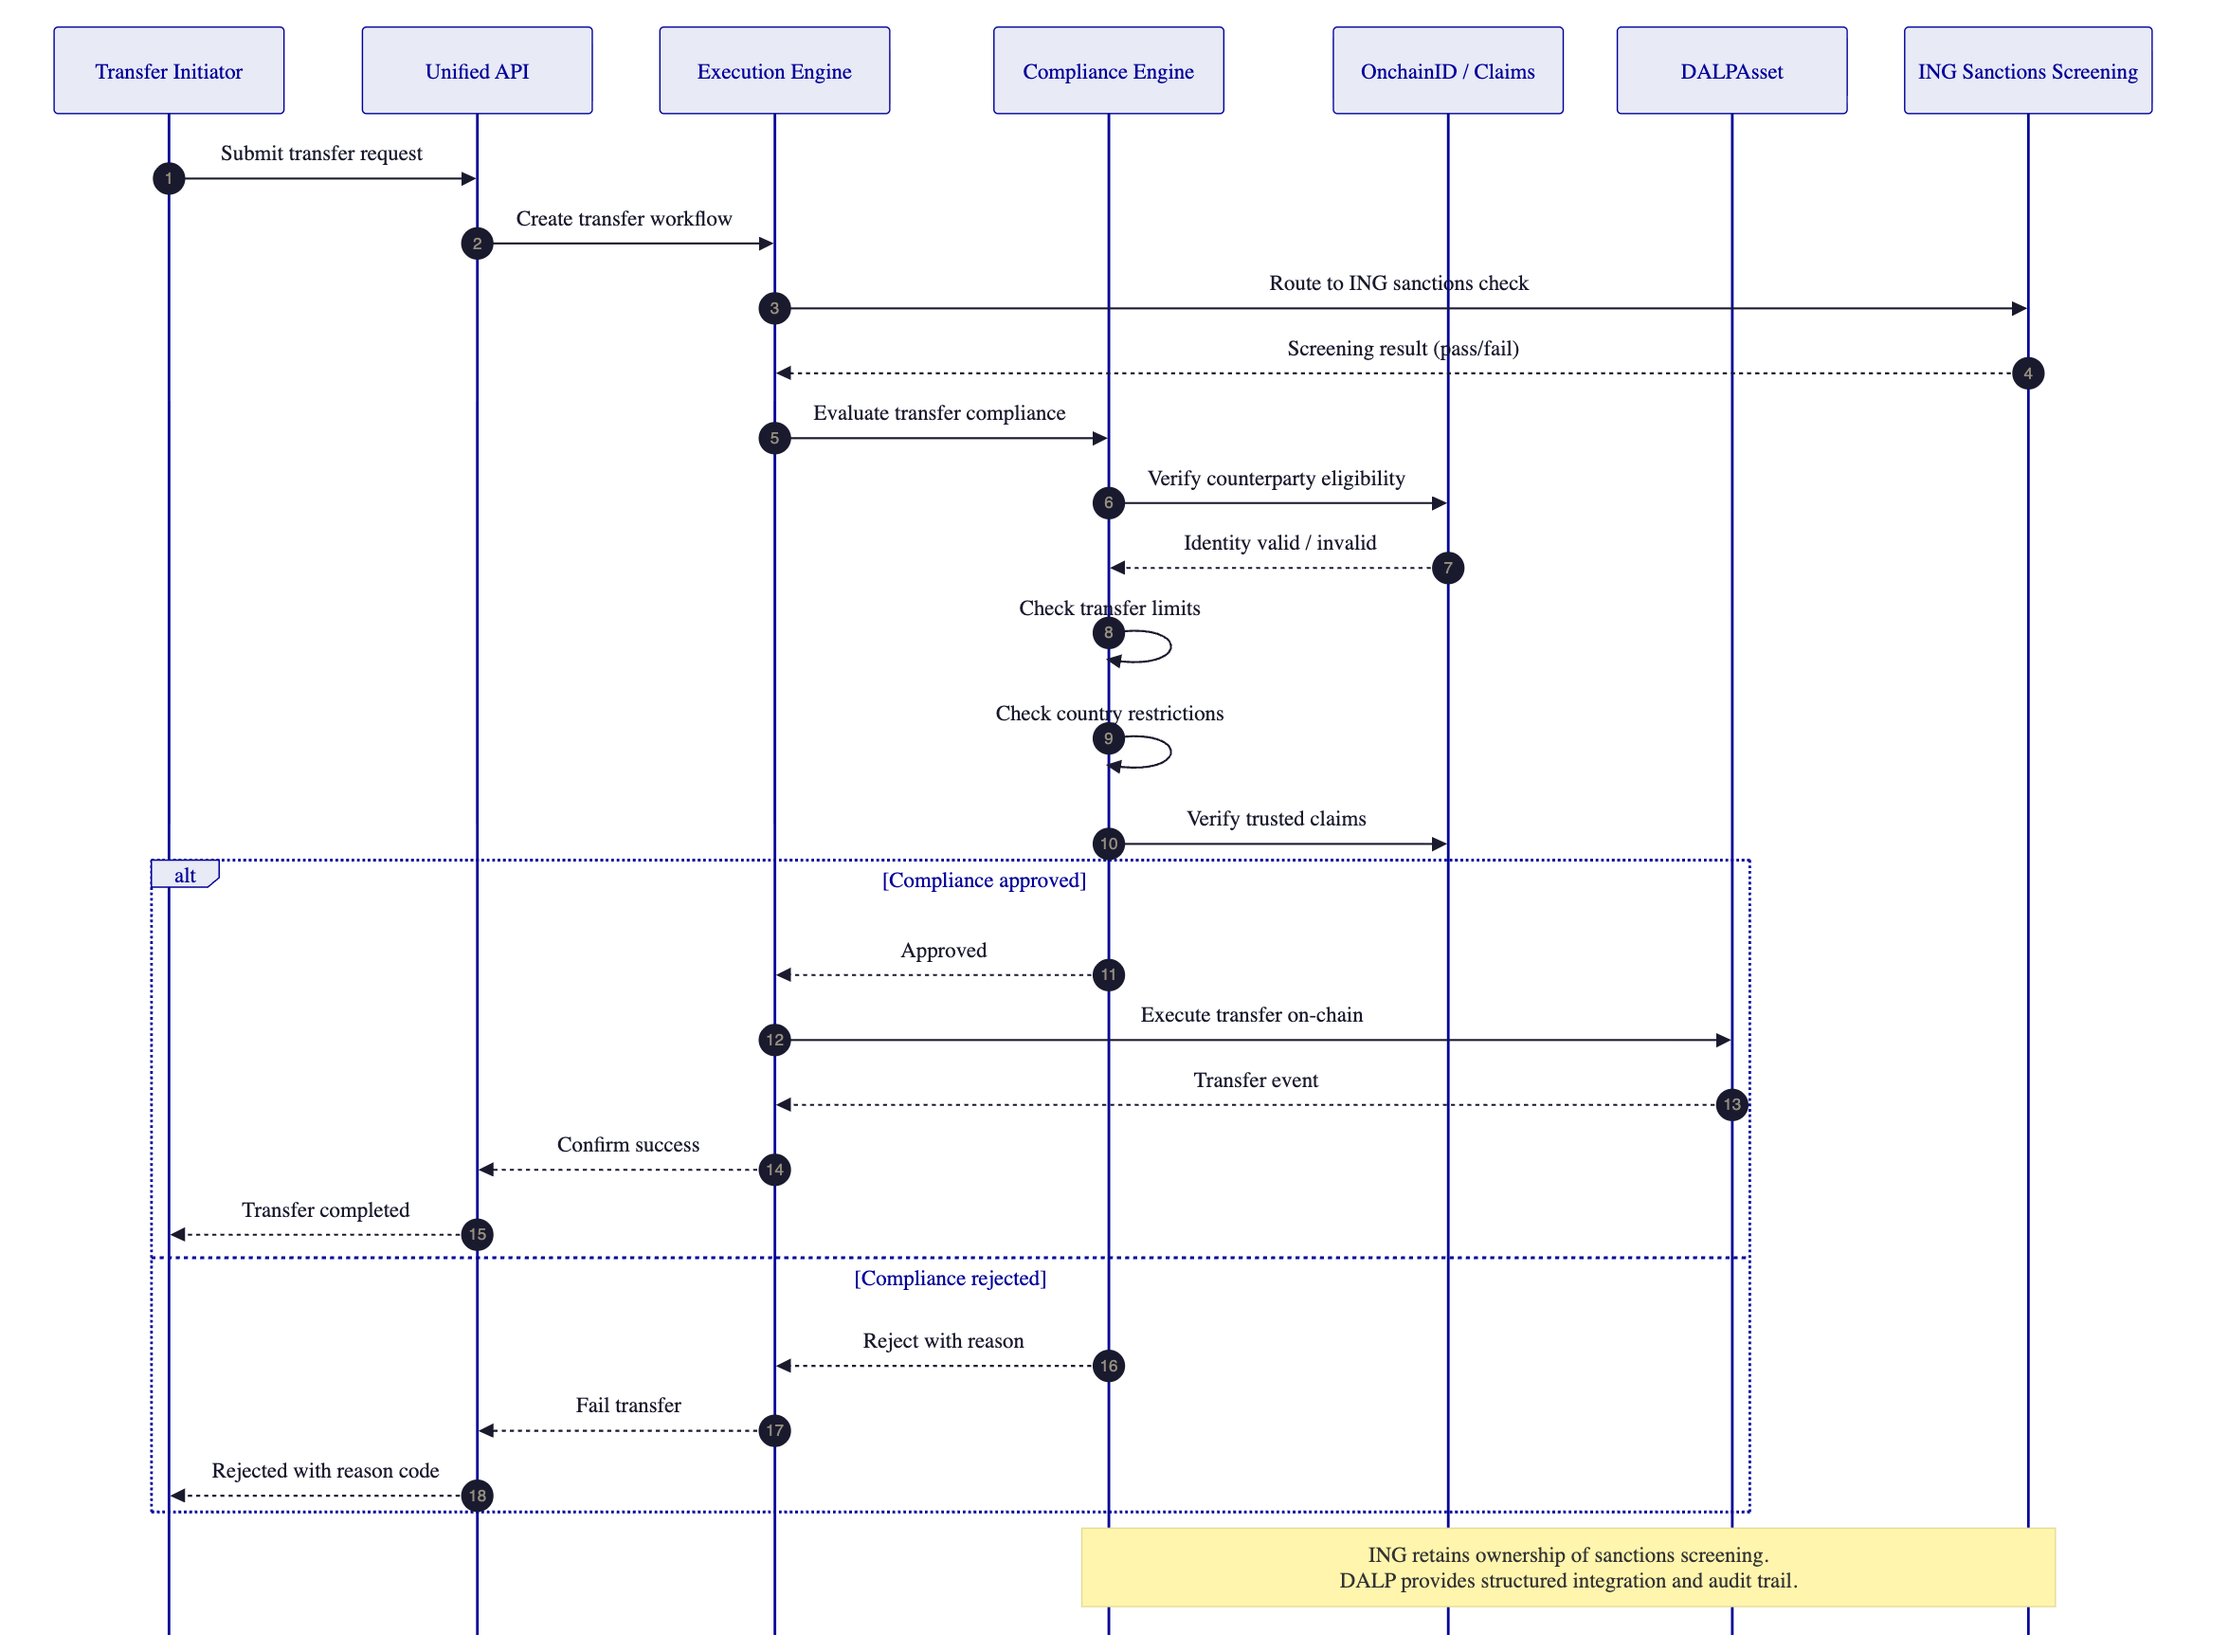 Transfer Initiator
Unified API
Execution Engine
Compliance Engine
OnchainID / Claims
DALPAsset
ING Sanctions Screening
Submit transfer request
1
Create transfer workflow
2
Route to ING sanctions check
3
Screening result (pass/fail)
4
Evaluate transfer compliance
5
Verify counterparty eligibility
6
Identity valid / invalid
7
Check transfer limits
8
Check country restrictions
9
Verify trusted claims
10
alt
[Compliance approved]
Approved
11
Execute transfer on-chain
12
Transfer event
13
Confirm success
14
Transfer completed
15
[Compliance rejected]
Reject with reason
16
Fail transfer
17
Rejected with reason code
18
ING retains ownership of sanctions screening.
DALP provides structured integration and audit trail.